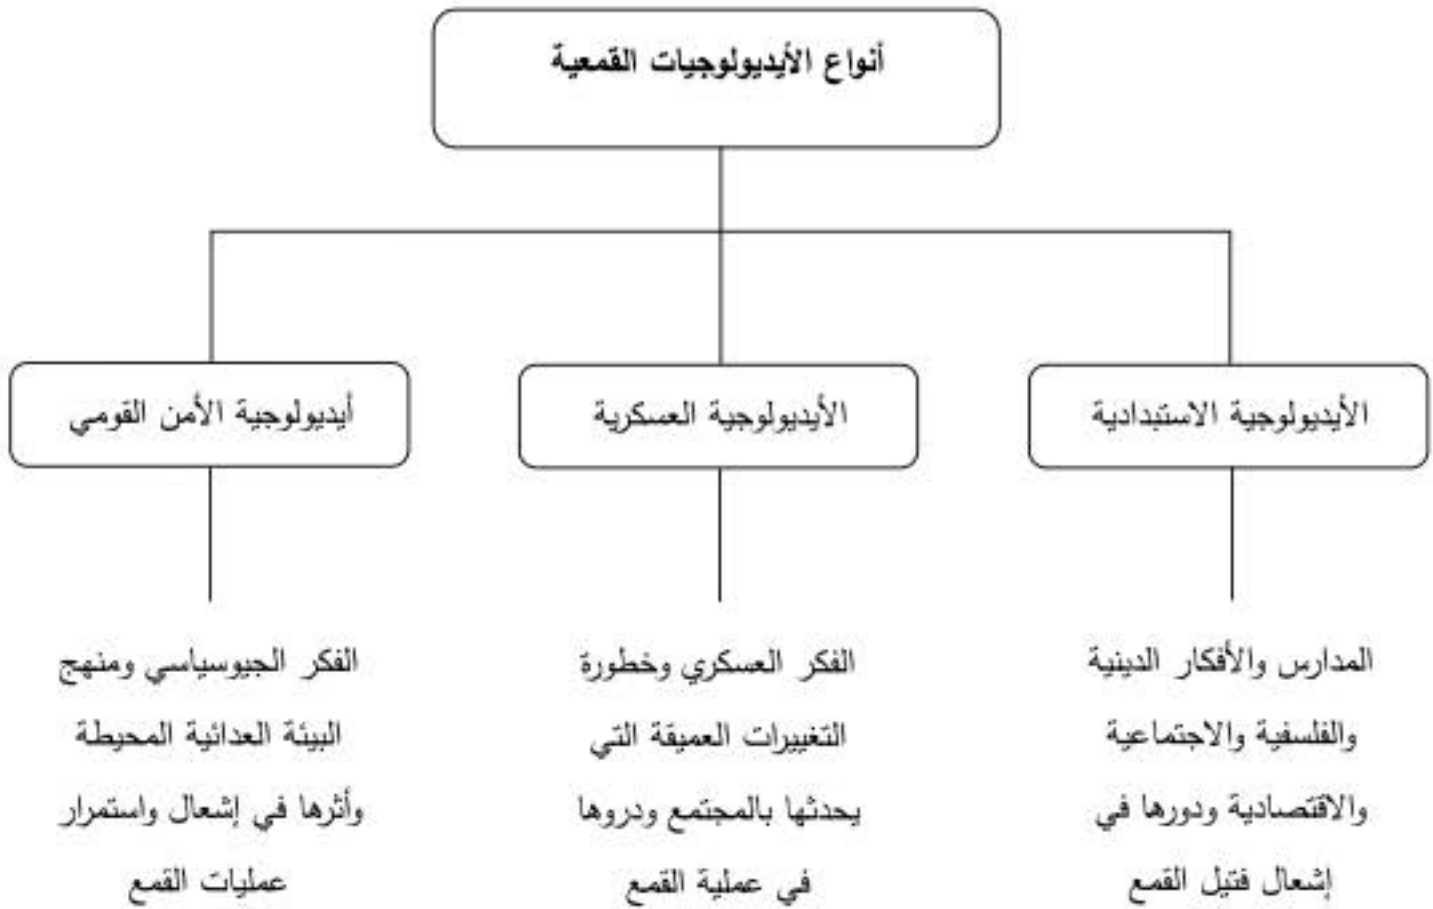 أنواع الأيديولوجيات القمعية
الأيديولوجية الاستبدادية
المدارس والأفكار الدينية
والفلسفية والاجتماعية
والاقتصادية ودورها في
إشعال فتيل القمع
الأيديولوجية العسكرية
الفكر العسكري وخطورة
التغييرات العميقة التي
يحدثها بالمجتمع ودروها
في عملية القمع
أيديولوجية الأمن القومي
الفكر الجيوسياسي ومنهج
البيئة العدائية المحيطة
وأثرها في إشعال واستمرار
عمليات القمع